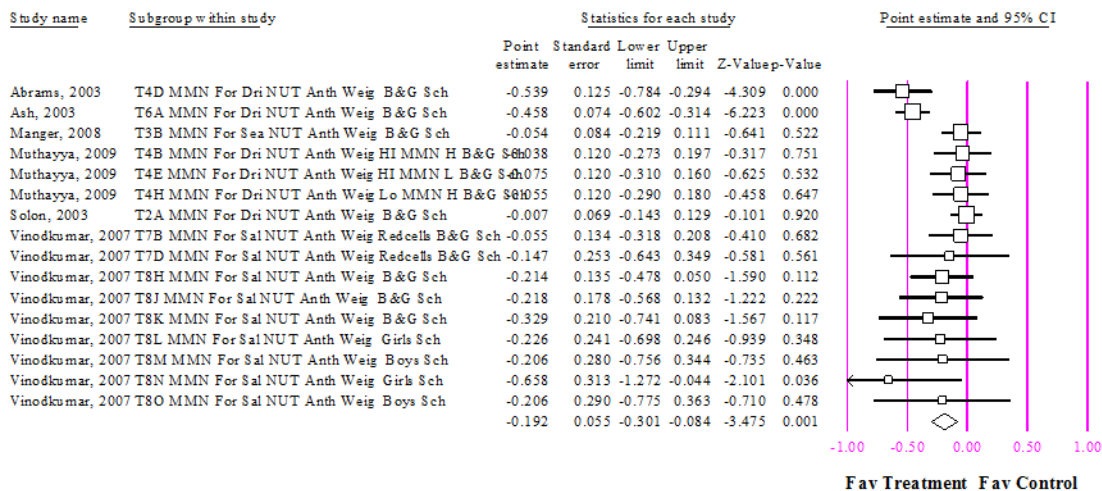 Study name Subgroup within study Statistics for each study Point estimate and 95% CI
Point Standard Lower Upper
estimate error limit limit Z-Value p-Value
Abrams, 2003 T4D MMN For Dri NUT Anth Weig B&G Sch -0.539 0.125 -0.784 -0.294 -4.309 0.000
Ash, 2003 T6A MMN For Dri NUT Anth Weig B&G Sch -0.458 0.074 -0.602 -0.314 -6.223 0.000
Manger, 2008 T3B MMN For Sea NUT Anth Weig B&G Sch -0.054 0.084 -0.219 0.111 -0.641 0.522
Muthayya, 2009 T4B MMN For Dri NUT Anth Weig HI MMN H B&G Sch -0.038 0.120 -0.273 0.197 -0.317 0.751
Muthayya, 2009 T4E MMN For Dri NUT Anth Weig HI MMN L B&G Sch -0.075 0.120 -0.310 0.160 -0.625 0.532
Muthayya, 2009 T4H MMN For Dri NUT Anth Weig Lo MMN H B&G Sch -0.055 0.120 -0.290 0.180 -0.458 0.647
Solon, 2003 T2A MMN For Dri NUT Anth Weig B&G Sch -0.007 0.069 -0.143 0.129 -0.101 0.920
Vinodkumar, 2007 T7B MMN For Sal NUT Anth Weig Redcells B&G Sch -0.055 0.134 -0.318 0.208 -0.410 0.682
Vinodkumar, 2007 T7D MMN For Sal NUT Anth Weig Redcells B&G Sch -0.147 0.253 -0.643 0.349 -0.581 0.561
Vinodkumar, 2007 T8H MMN For Sal NUT Anth Weig B&G Sch -0.214 0.135 -0.478 0.050 -1.590 0.112
Vinodkumar, 2007 T8J MMN For Sal NUT Anth Weig B&G Sch -0.218 0.178 -0.568 0.132 -1.222 0.222
Vinodkumar, 2007 T8K MMN For Sal NUT Anth Weig B&G Sch -0.329 0.210 -0.741 0.083 -1.567 0.117
Vinodkumar, 2007 T8L MMN For Sal NUT Anth Weig Girls Sch -0.226 0.241 -0.698 0.246 -0.939 0.348
Vinodkumar, 2007 T8M MMN For Sal NUT Anth Weig Boys Sch -0.206 0.280 -0.756 0.344 -0.735 0.463
Vinodkumar, 2007 T8N MMN For Sal NUT Anth Weig Girls Sch -0.658 0.313 -1.272 -0.044 -2.101 0.036
Vinodkumar, 2007 T8O MMN For Sal NUT Anth Weig Boys Sch -0.206 0.290 -0.775 0.363 -0.710 0.478
-0.192 0.055 -0.301 -0.084 -3.475 0.001
-1.00 -0.50 0.00 0.50 1.00
Fav Treatment Fav Control